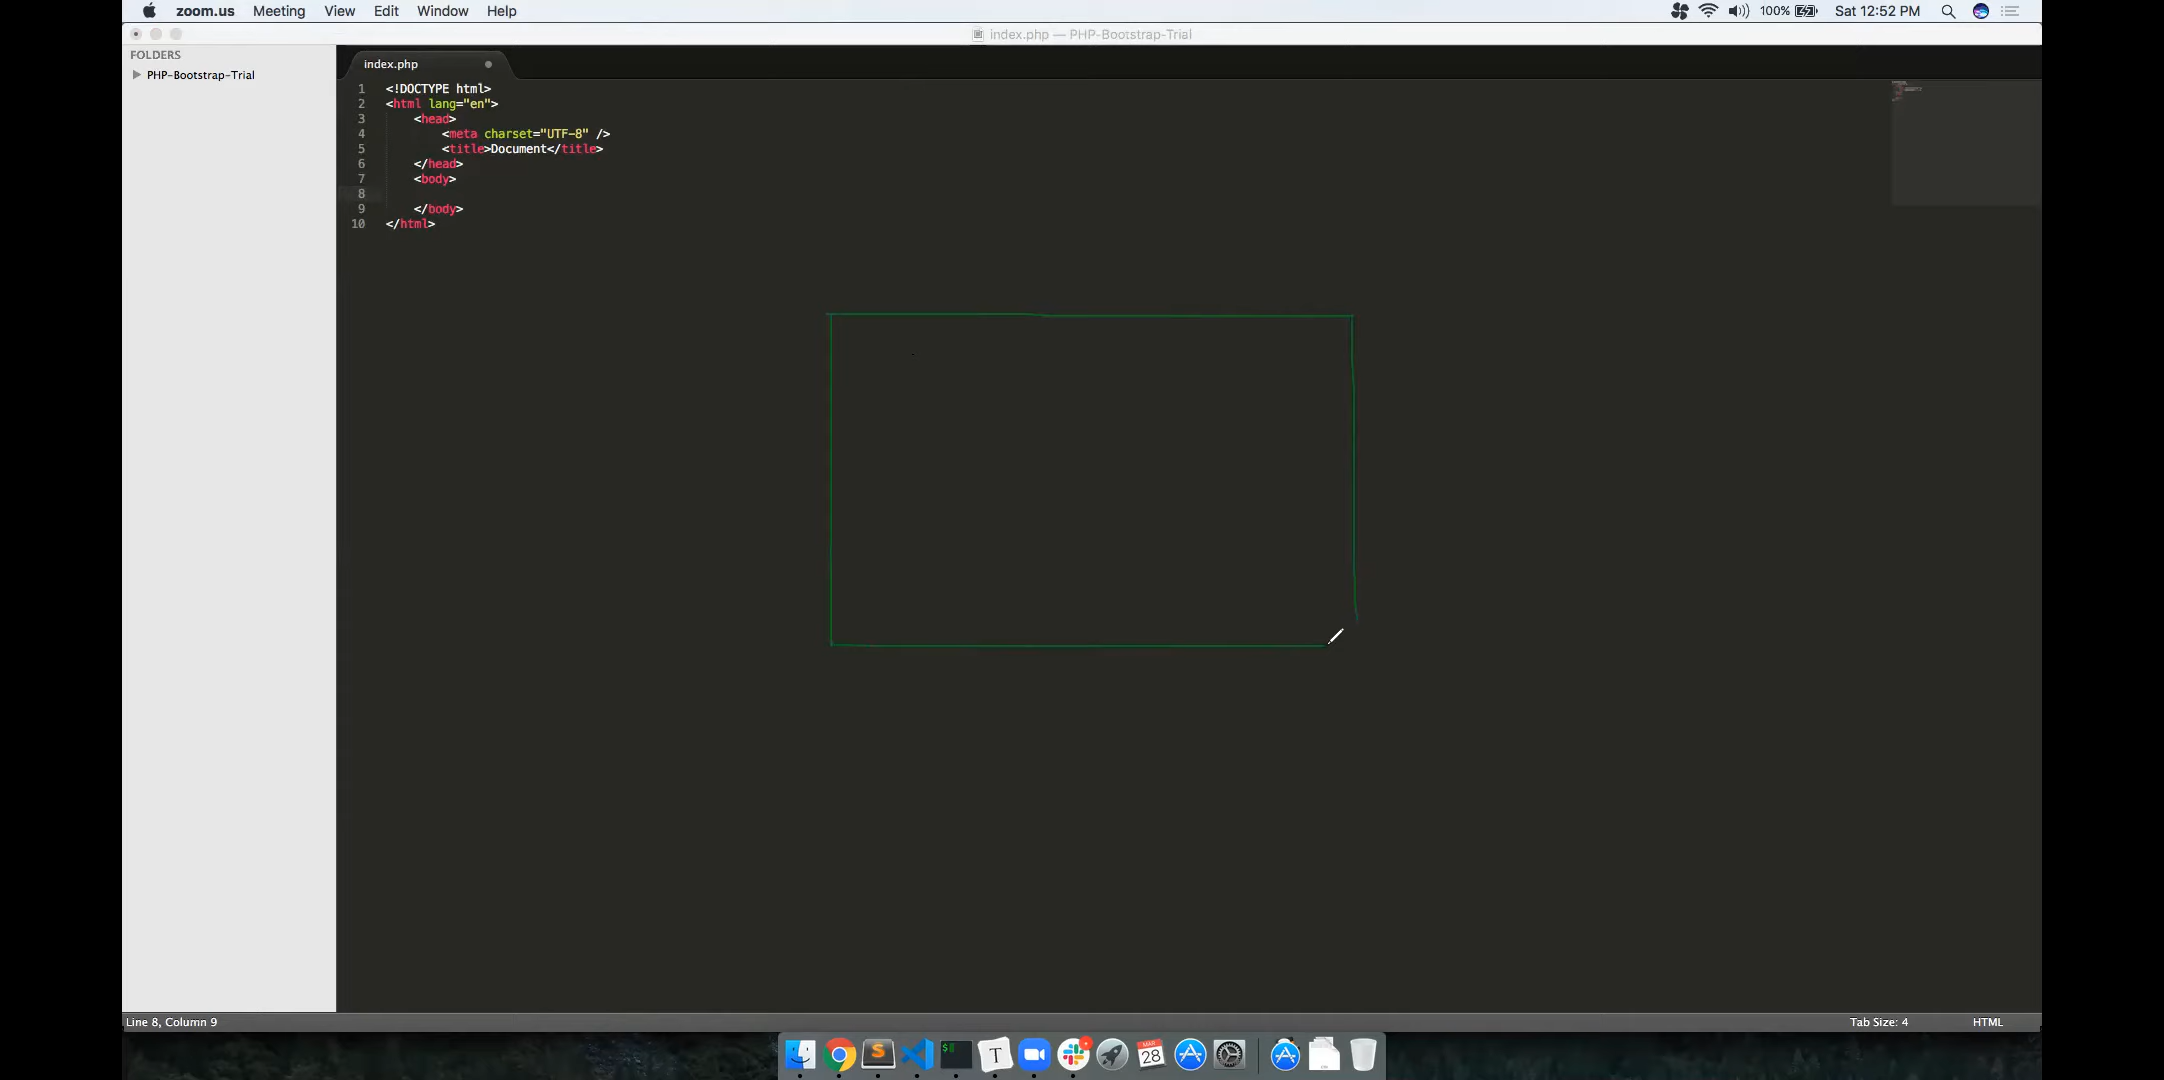 zoom.us Meeting View Edit Window Help 100% Sat 12:52 PM
index.php — PHP-Bootstrap-Trial
FOLDERS
PHP-Bootstrap-Trial
index.php
1 <!DOCTYPE html>
2 <html lang="en">
3 <head>
4 <meta charset="UTF-8" />
5 <title>Document</title>
6 </head>
7 <body>
8
9 </body>
10 </html>
Line 8, Column 9 Tab Size: 4 HTML
S $ T MAR
28